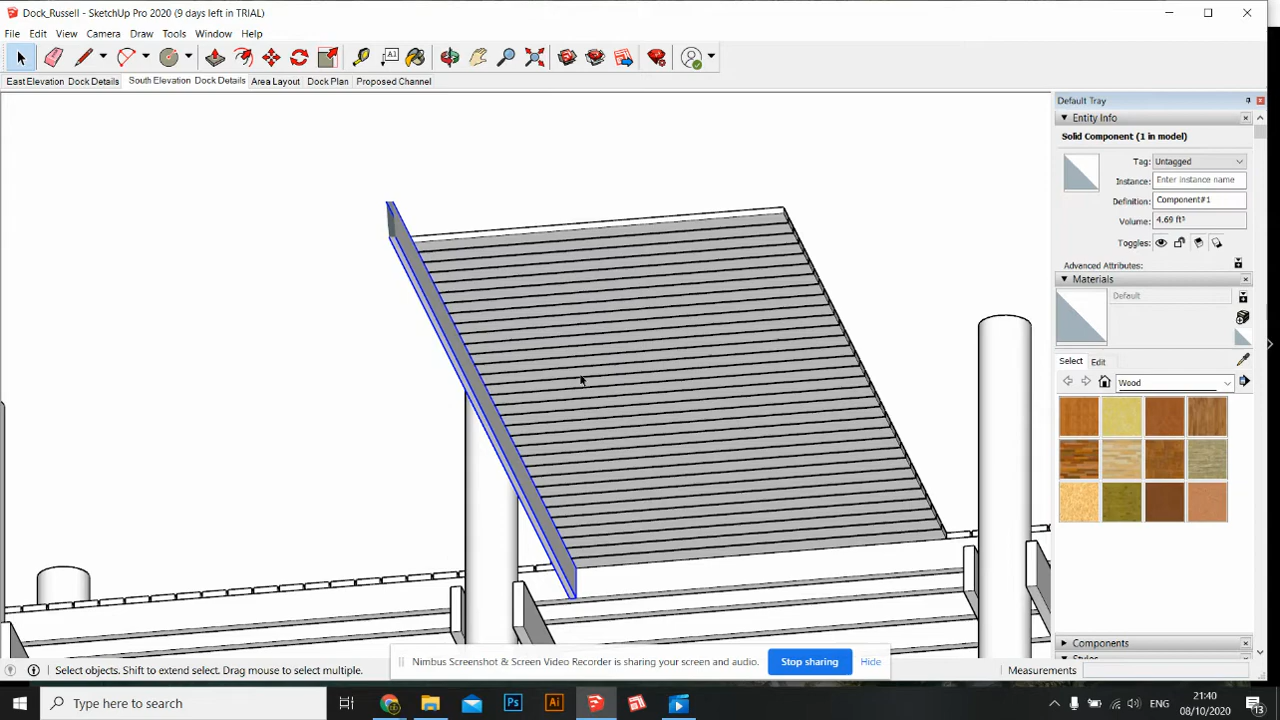 Dock_Russell - SketchUp Pro 2020 (9 days left in TRIAL)
File Edit View Camera Draw Tools Window Help
A1
East Elevation Dock Details South Elevation Dock Details Area Layout Dock Plan Proposed Channel
Default Tray
Entity Info
Solid Component (1 in model)
Tag: Untagged
Instance: Enter instance name
Definition: Component#1
Volume: 4.69 ft³
Toggles:
Advanced Attributes:
Materials
Default
Select Edit
Wood
Components
Styles
Nimbus Screenshot & Screen Video Recorder is sharing your screen and audio. Stop sharing Hide
Select objects. Shift to extend select. Drag mouse to select multiple. Measurements
Type here to search
Ps Ai
ENG
21:40
08/10/2020
13